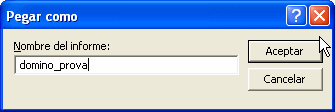 Pegar como
Nombre del informe:
domino_prova
Aceptar
Cancelar